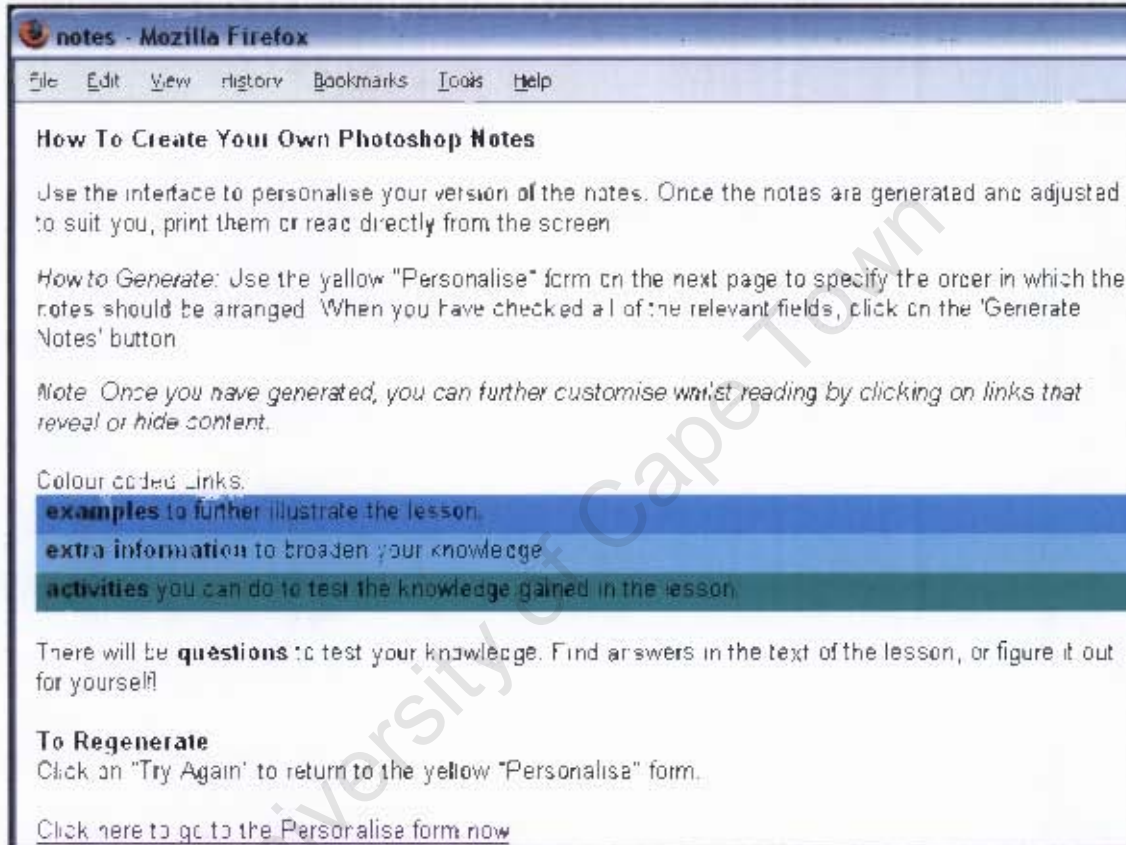 notes - Mozilla Firefox
File Edit View History Bookmarks Tools Help
How To Create Your Own Photoshop Notes
Use the interface to personalise your version of the notes. Once the notes are generated and adjusted
to suit you, print them or read directly from the screen
How to Generate: Use the yellow "Personalise" form on the next page to specify the order in which the
notes should be arranged. When you have checked all of the relevant fields, click on the 'Generate
Notes' button
Note: Once you have generated, you can further customise whilst reading by clicking on links that
reveal or hide content.
Colour coded Links:
examples to further illustrate the lesson.
extra information to broaden your knowledge
activities you can do to test the knowledge gained in the lesson.
There will be questions to test your knowledge. Find answers in the text of the lesson, or figure it out
for yourself!
To Regenerate
Click on "Try Again" to return to the yellow "Personalise" form.
Click here to go to the Personalise form now
University of Cape Town